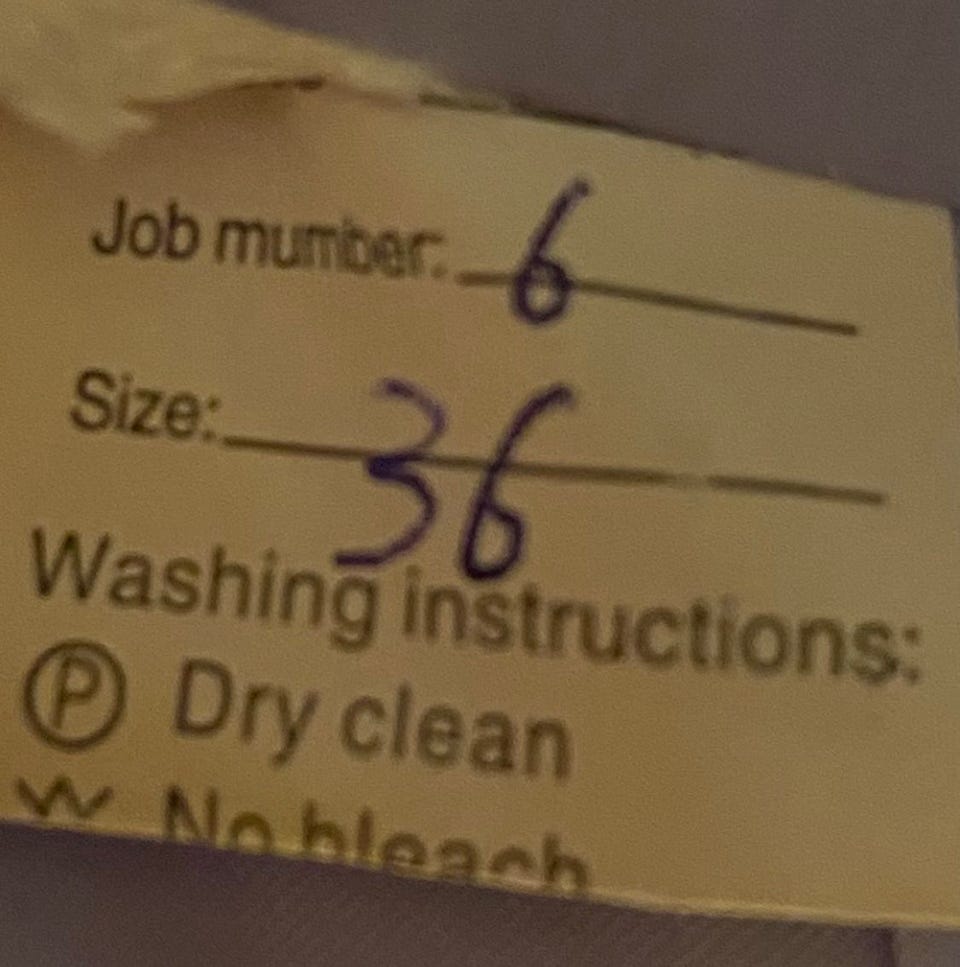 Job mumber: 6
Size: 36
Washing instructions:
Ⓟ Dry clean
No bleach